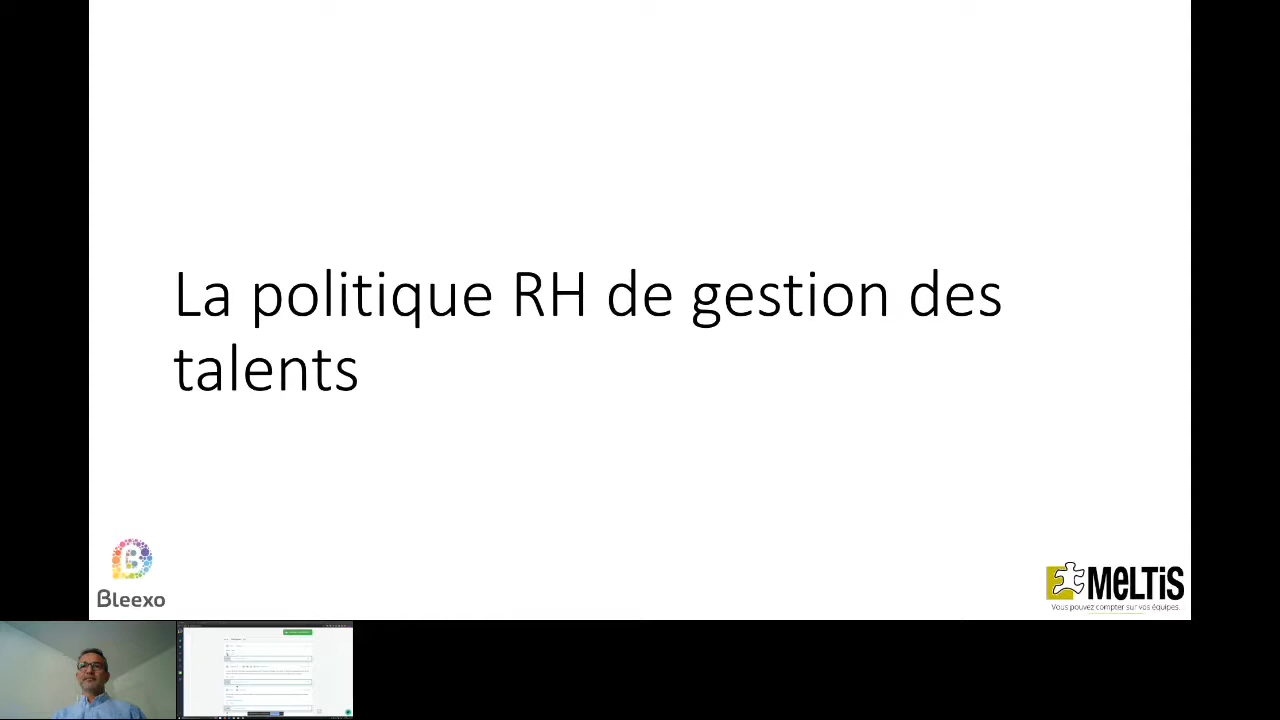 La politique RH de gestion des
talents
Bleexo
MELTIS
Vous pouvez compter sur vos équipes.